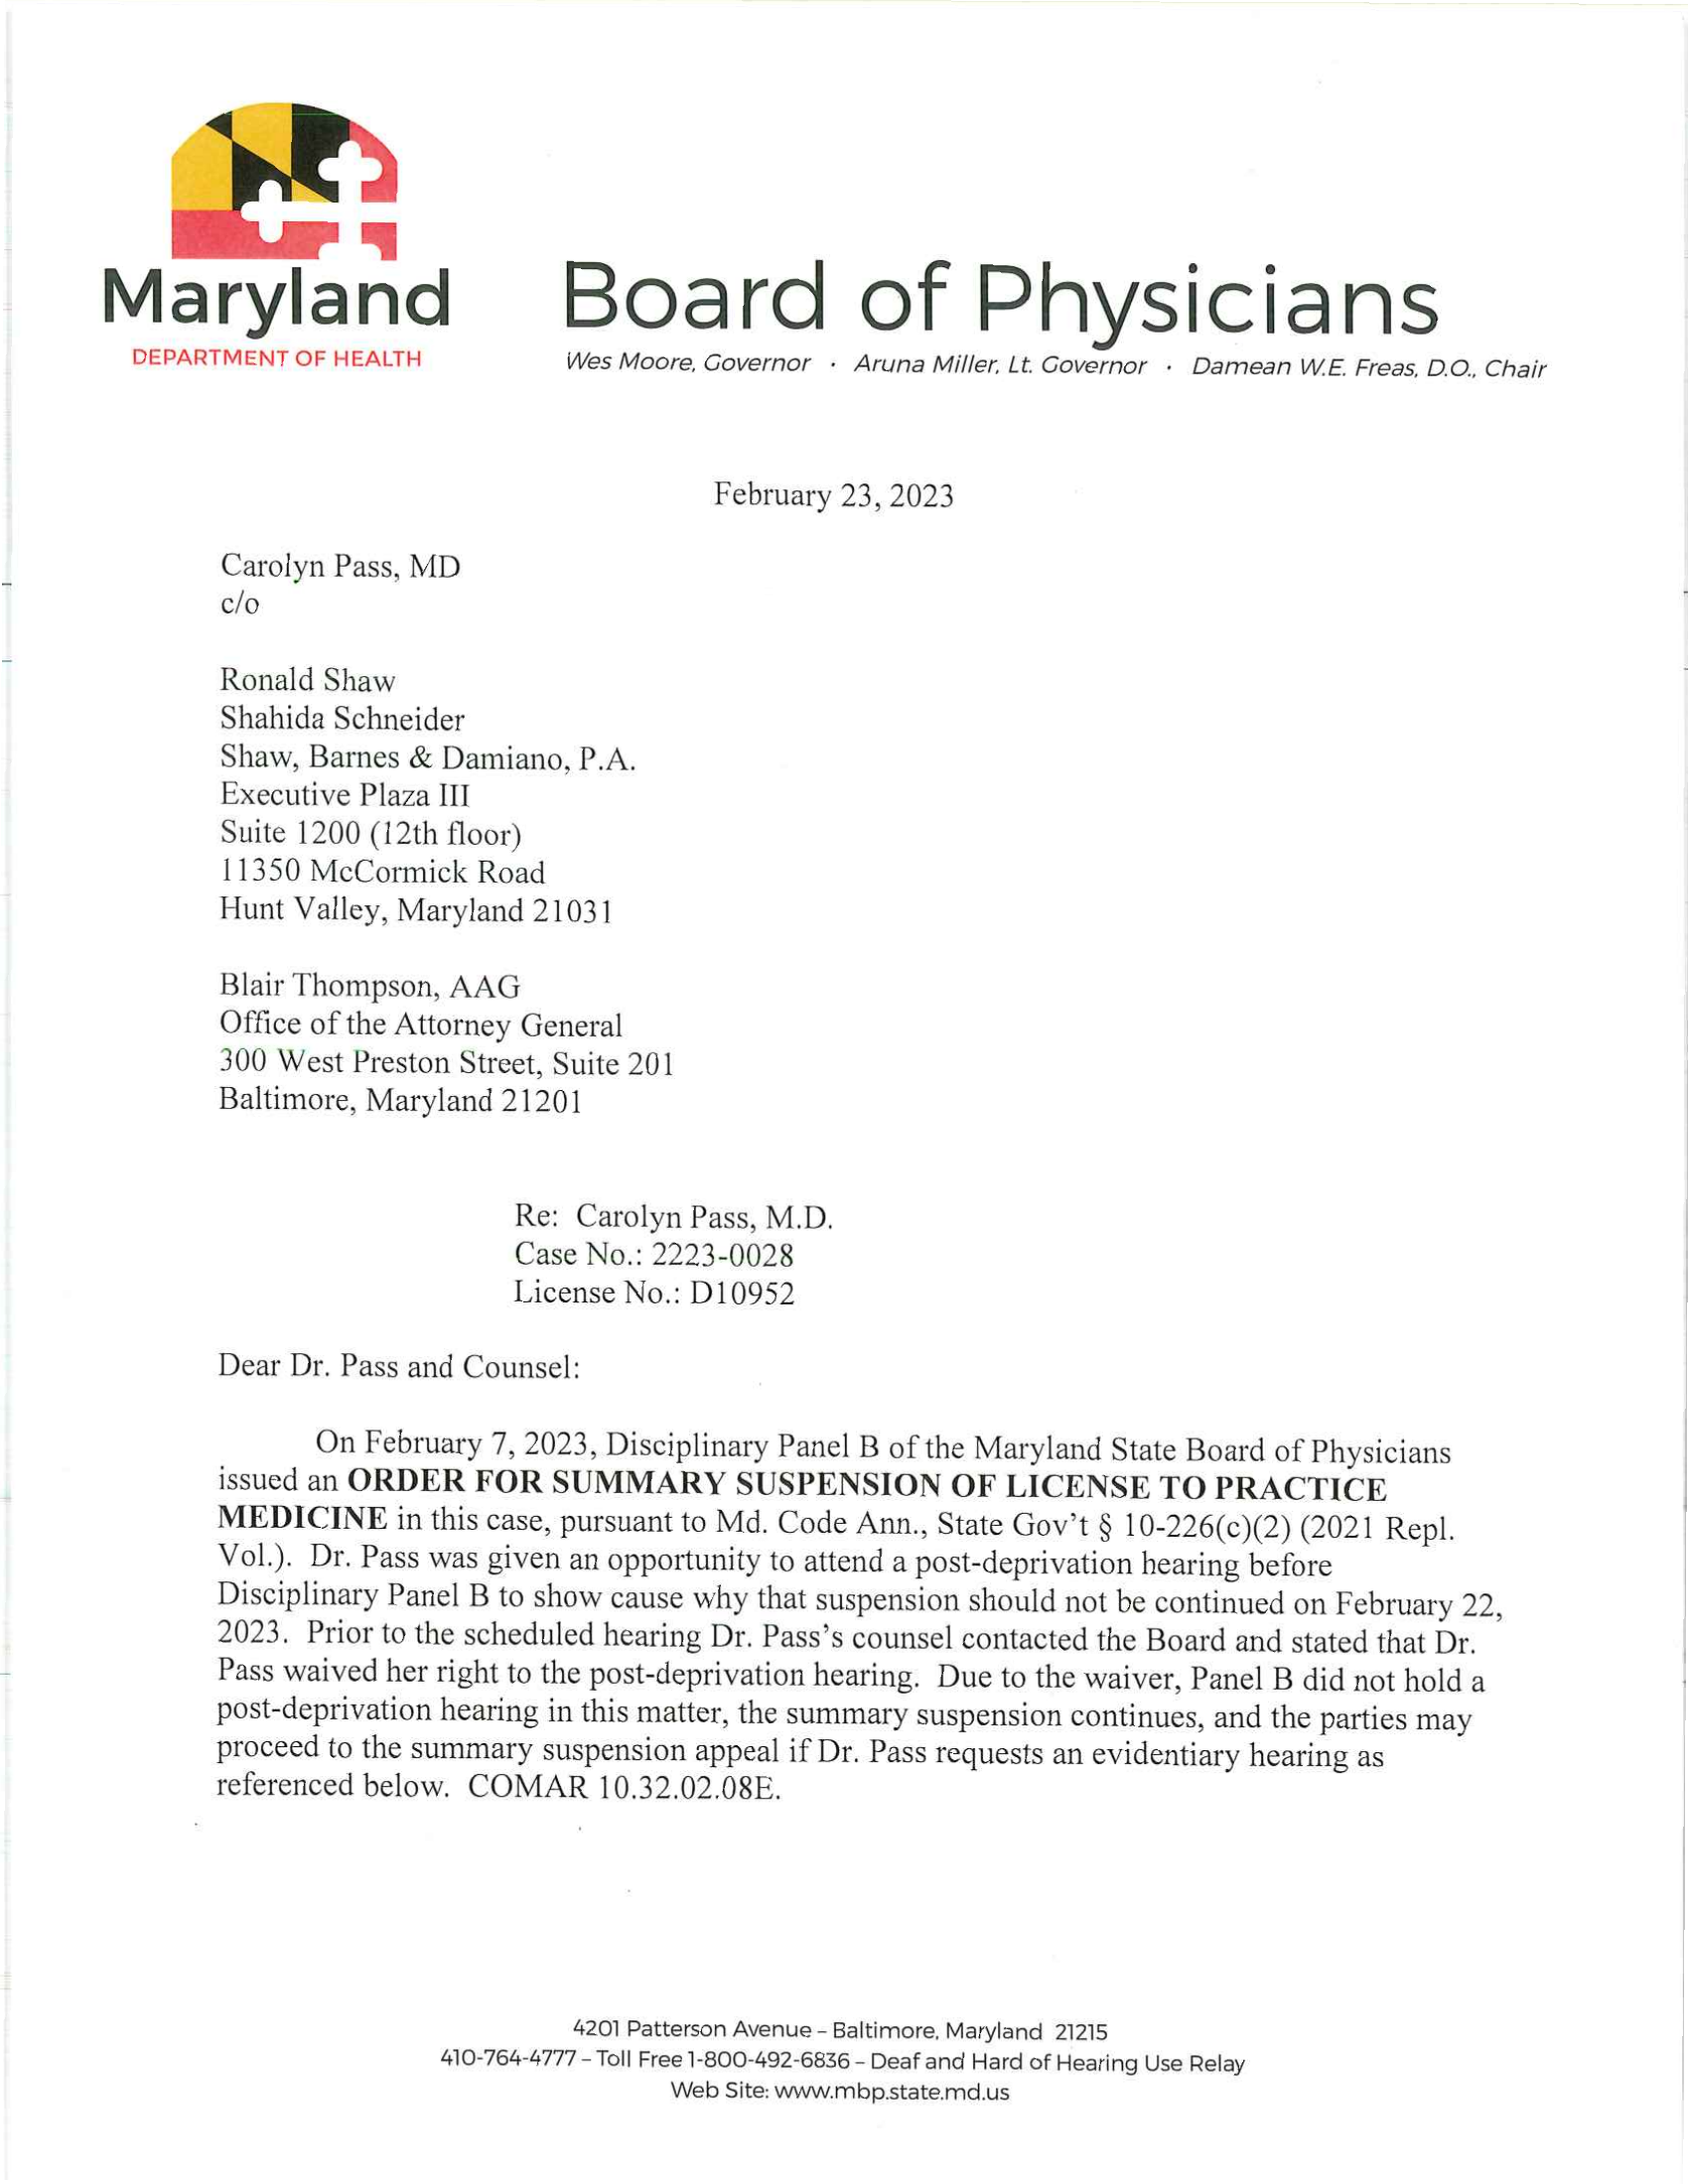 Maryland
DEPARTMENT OF HEALTH
Board of Physicians
Wes Moore, Governor · Aruna Miller, Lt. Governor · Damean W.E. Freas, D.O., Chair
February 23, 2023
Carolyn Pass, MD
c/o
Ronald Shaw
Shahida Schneider
Shaw, Barnes & Damiano, P.A.
Executive Plaza III
Suite 1200 (12th floor)
11350 McCormick Road
Hunt Valley, Maryland 21031
Blair Thompson, AAG
Office of the Attorney General
300 West Preston Street, Suite 201
Baltimore, Maryland 21201
Re: Carolyn Pass, M.D.
Case No.: 2223-0028
License No.: D10952
Dear Dr. Pass and Counsel:
On February 7, 2023, Disciplinary Panel B of the Maryland State Board of Physicians
issued an ORDER FOR SUMMARY SUSPENSION OF LICENSE TO PRACTICE
MEDICINE in this case, pursuant to Md. Code Ann., State Gov't § 10-226(c)(2) (2021 Repl.
Vol.). Dr. Pass was given an opportunity to attend a post-deprivation hearing before
Disciplinary Panel B to show cause why that suspension should not be continued on February 22,
2023. Prior to the scheduled hearing Dr. Pass's counsel contacted the Board and stated that Dr.
Pass waived her right to the post-deprivation hearing. Due to the waiver, Panel B did not hold a
post-deprivation hearing in this matter, the summary suspension continues, and the parties may
proceed to the summary suspension appeal if Dr. Pass requests an evidentiary hearing as
referenced below. COMAR 10.32.02.08E.
4201 Patterson Avenue – Baltimore, Maryland 21215
410-764-4777 – Toll Free 1-800-492-6836 – Deaf and Hard of Hearing Use Relay
Web Site: www.mbp.state.md.us